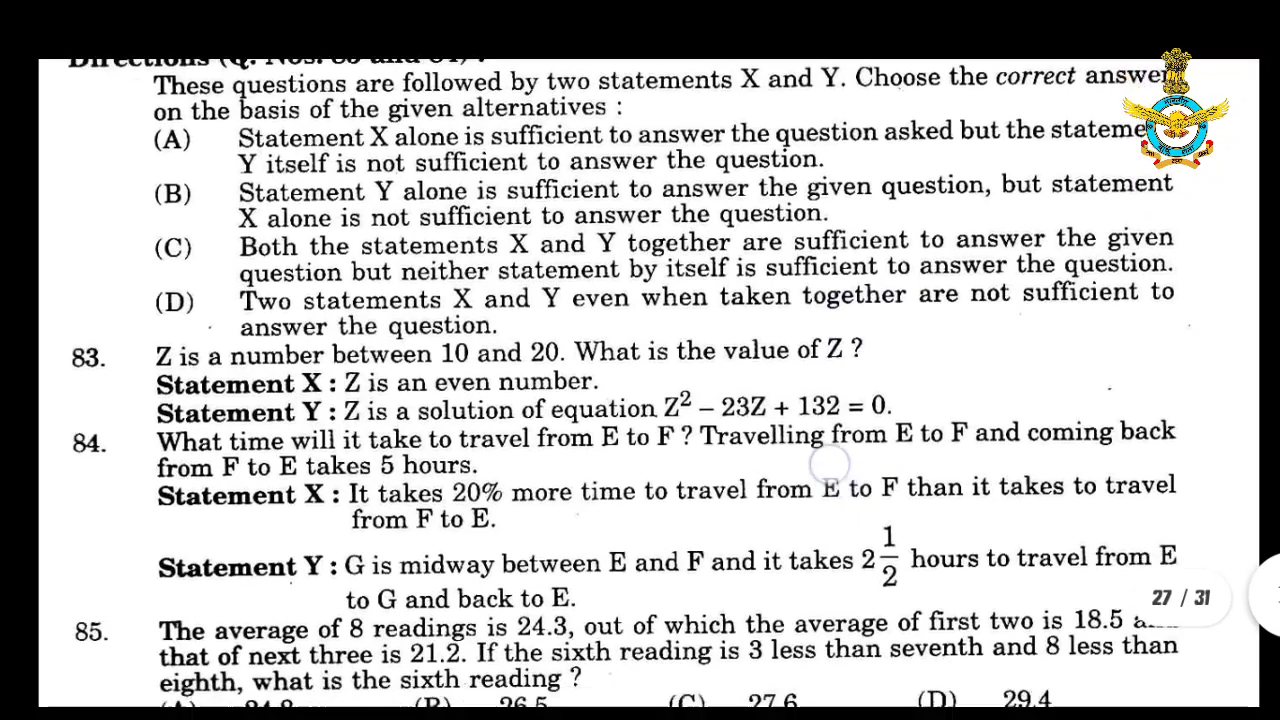 Directions (Q. Nos. 83 and 84) :
These questions are followed by two statements X and Y. Choose the correct answer
on the basis of the given alternatives :
(A) Statement X alone is sufficient to answer the question asked but the stateme
Y itself is not sufficient to answer the question.
(B) Statement Y alone is sufficient to answer the given question, but statement
X alone is not sufficient to answer the question.
(C) Both the statements X and Y together are sufficient to answer the given
question but neither statement by itself is sufficient to answer the question.
(D) Two statements X and Y even when taken together are not sufficient to
answer the question.
83. Z is a number between 10 and 20. What is the value of Z ?
Statement X : Z is an even number.
Statement Y : Z is a solution of equation Z² – 23Z + 132 = 0.
84. What time will it take to travel from E to F ? Travelling from E to F and coming back
from F to E takes 5 hours.
Statement X : It takes 20% more time to travel from E to F than it takes to travel
from F to E.
Statement Y : G is midway between E and F and it takes 2 1/2 hours to travel from E
to G and back to E.
27 / 31
85. The average of 8 readings is 24.3, out of which the average of first two is 18.5
that of next three is 21.2. If the sixth reading is 3 less than seventh and 8 less than
eighth, what is the sixth reading ?
(A) 24.8 (B) 26.5 (C) 27.6 (D) 29.4